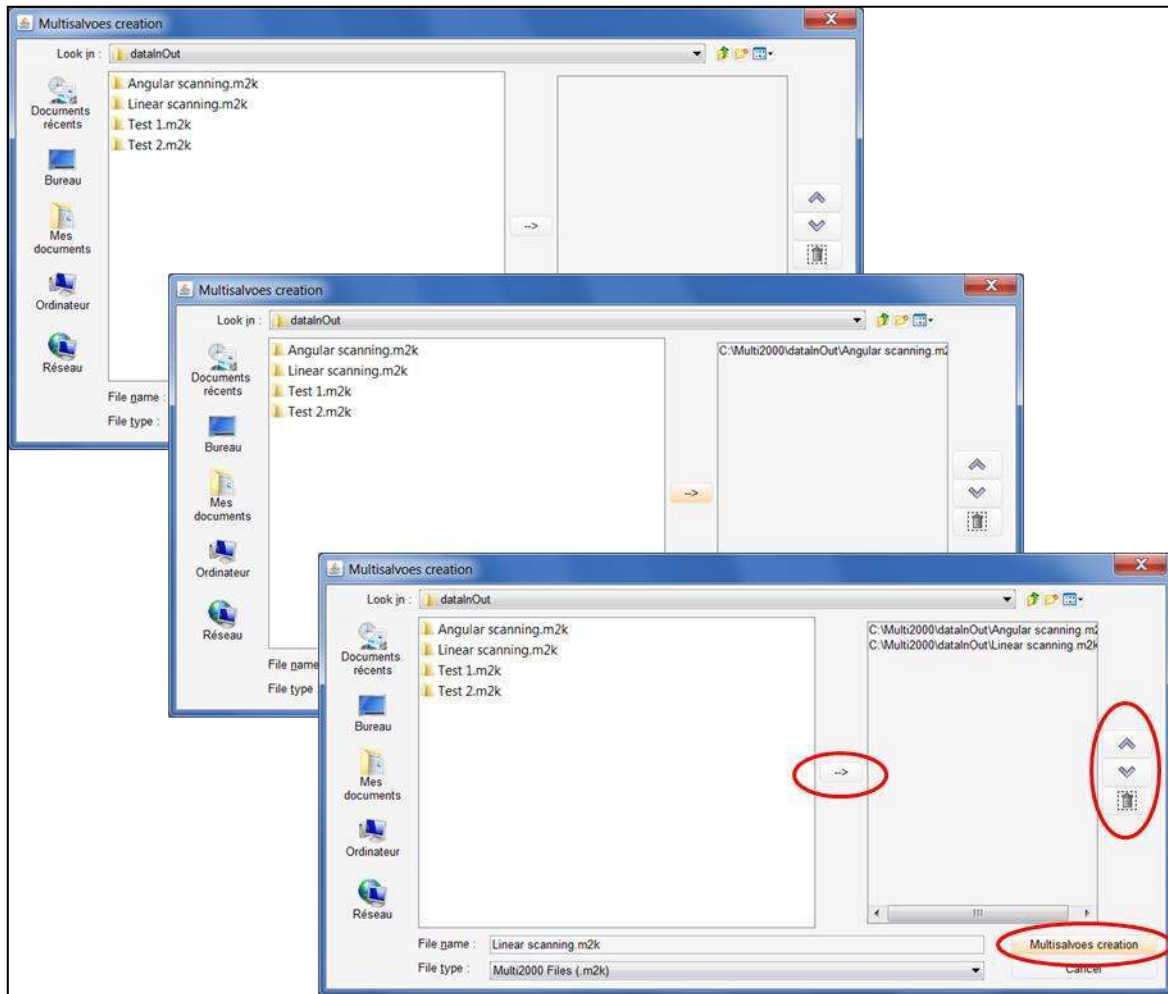 Multisalvoes creation
Look in : dataInOut
Angular scanning.m2k
Linear scanning.m2k
Test 1.m2k
Test 2.m2k
Documents
récents
Bureau
Mes
documents
Ordinateur
Réseau
-->
File name :
File type :
Multisalvoes creation
Look in : dataInOut
Angular scanning.m2k
Linear scanning.m2k
Test 1.m2k
Test 2.m2k
C:\Multi2000\dataInOut\Angular scanning.m2
Documents
récents
Bureau
Mes
documents
Ordinateur
Réseau
-->
File name
File type
Multisalvoes creation
Look in : dataInOut
Angular scanning.m2k
Linear scanning.m2k
Test 1.m2k
Test 2.m2k
C:\Multi2000\dataInOut\Angular scanning.m2
C:\Multi2000\dataInOut\Linear scanning.m2k
Documents
récents
Bureau
Mes
documents
Ordinateur
Réseau
-->
File name : Linear scanning.m2k
Multisalvoes creation
File type : Multi2000 Files (.m2k)
Cancel